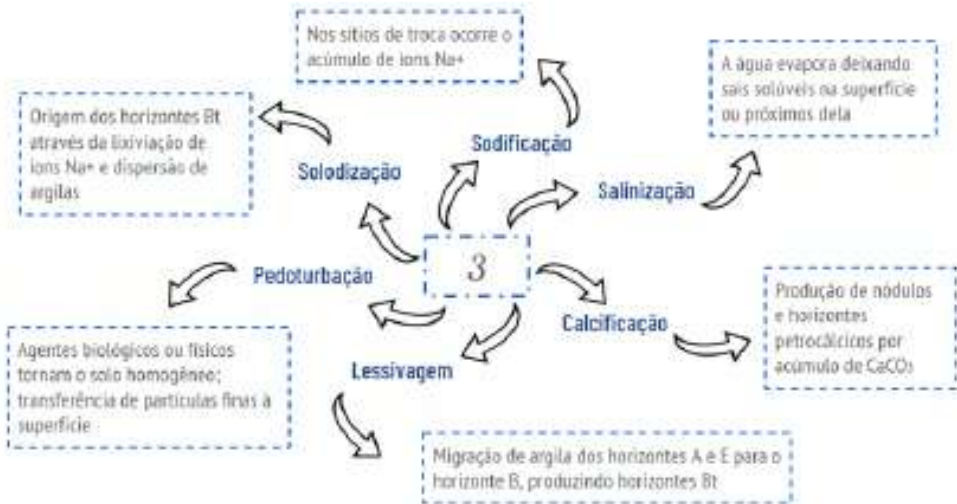 Nos sítios de troca ocorre o
acúmulo de íons Na+
A água evapora deixando
sais solúveis na superfície
ou próximos dela
Origem dos horizontes Bt
através da lixiviação de
íons Na+ e dispersão de
argilas
Sodificação
Solodização
Salinização
3
Pedoturbação
Calcificação
Produção de nódulos
e horizontes
petrocálcicos por
acúmulo de CaCO₃
Agentes biológicos ou físicos
tornam o solo homogêneo;
transferência de partículas finas à
superfície
Lessivagem
Migração de argila dos horizontes A e E para o
horizonte B, produzindo horizontes Bt